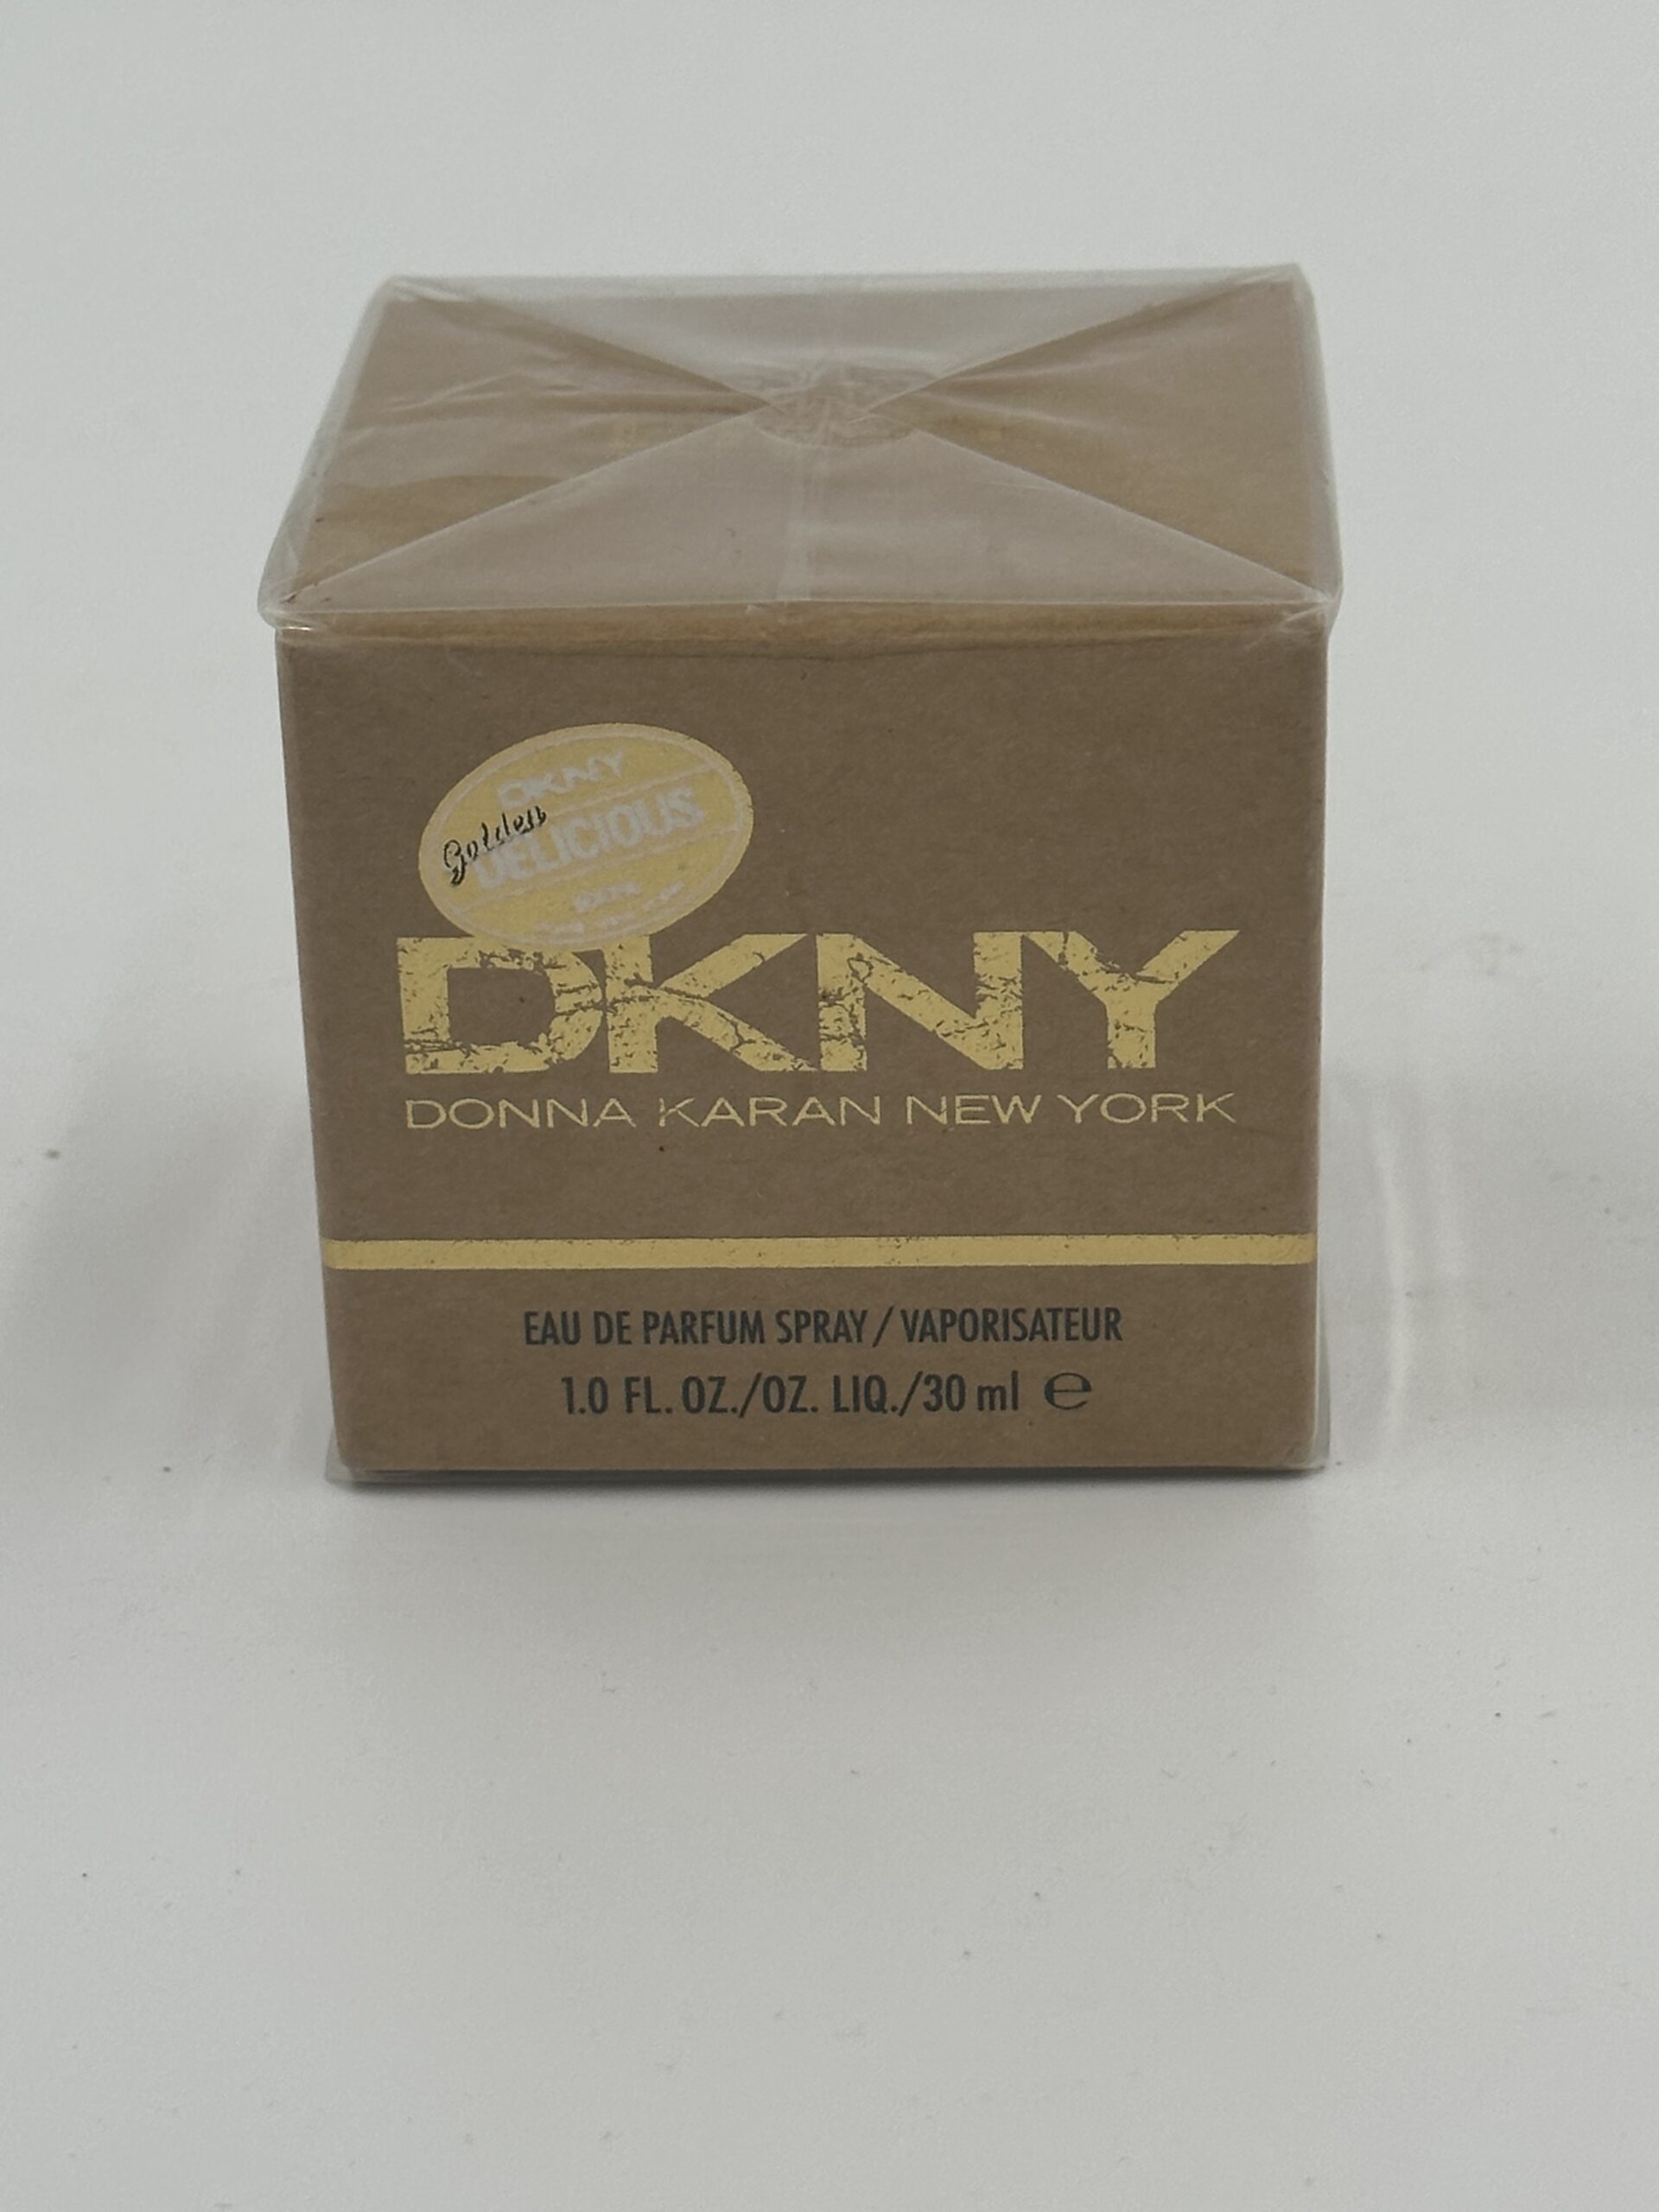 DKNY
Golden
DELICIOUS
DKNY
DONNA KARAN NEW YORK
EAU DE PARFUM SPRAY / VAPORISATEUR
1.0 FL. OZ./OZ. LIQ./30 ml e